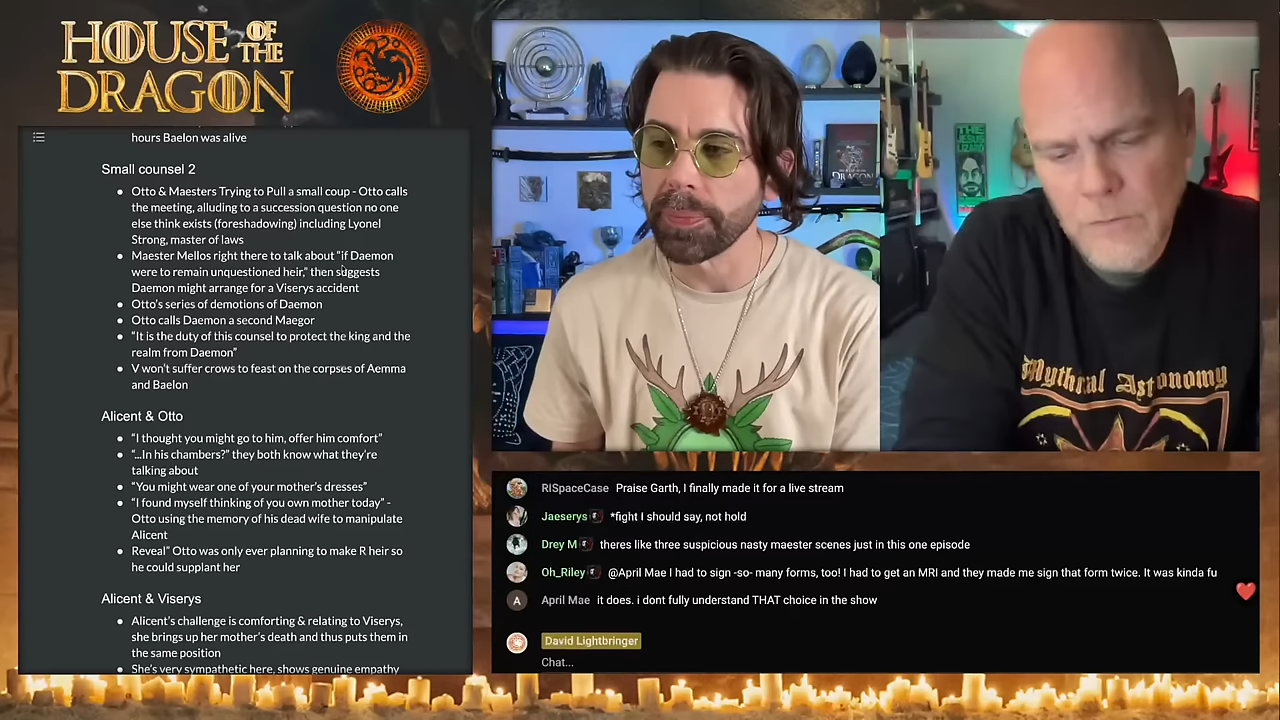 HOUSE OF THE
DRAGON
hours Baelon was alive
Small counsel 2
Otto & Maesters Trying to Pull a small coup - Otto calls
the meeting, alluding to a succession question no one
else think exists (foreshadowing) including Lyonel
Strong, master of laws
Maester Mellos right there to talk about "if Daemon
were to remain unquestioned heir," then suggests
Daemon might arrange for a Viserys accident
Otto's series of demotions of Daemon
Otto calls Daemon a second Maegor
"It is the duty of this counsel to protect the king and the
realm from Daemon"
V won't suffer crows to feast on the corpses of Aemma
and Baelon
Alicent & Otto
"I thought you might go to him, offer him comfort"
"...In his chambers?" they both know what they're
talking about
"You might wear one of your mother's dresses"
"I found myself thinking of you own mother today" -
Otto using the memory of his dead wife to manipulate
Alicent
Reveal" Otto was only ever planning to make R heir so
he could supplant her
Alicent & Viserys
Alicent's challenge is comforting & relating to Viserys,
she brings up her mother's death and thus puts them in
the same position
She's very sympathetic here, shows genuine empathy
DRAGON
THE
JESUS
LIZARD
Mythical Astronomy
RISpaceCase Praise Garth, I finally made it for a live stream
Jaeserys *fight I should say, not hold
Drey M theres like three suspicious nasty maester scenes just in this one episode
Oh_Riley @April Mae I had to sign -so- many forms, too! I had to get an MRI and they made me sign that form twice. It was kinda fu
A April Mae it does. i dont fully understand THAT choice in the show
David Lightbringer
Chat...